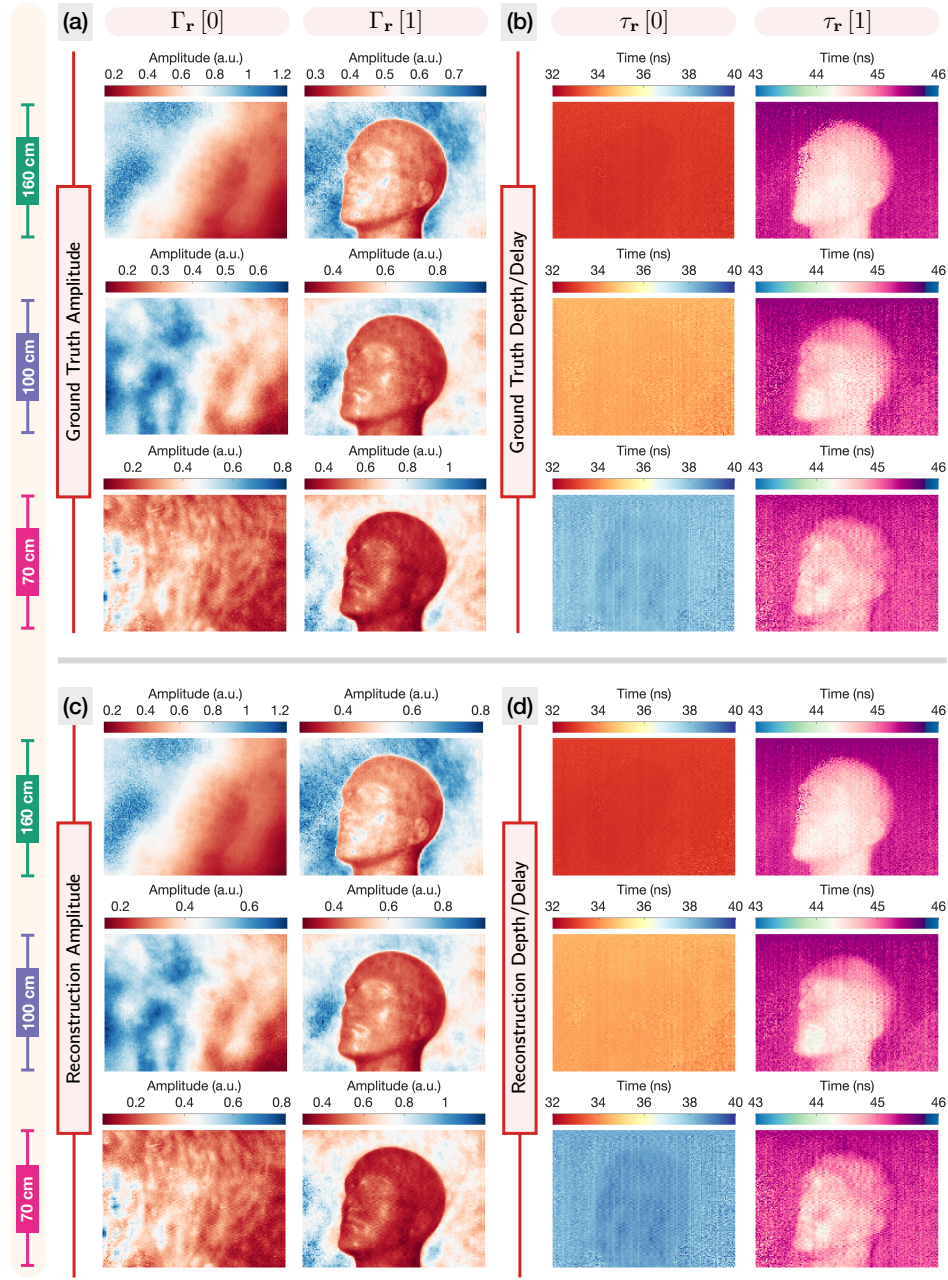 (a) Γr [0] Γr [1] (b) τr [0] τr [1]
Amplitude (a.u.) Amplitude (a.u.) Time (ns) Time (ns)
0.2 0.4 0.6 0.8 1 1.2 0.3 0.4 0.5 0.6 0.7 32 34 36 38 40 43 44 45 46
160 cm
Ground Truth Amplitude
Ground Truth Depth/Delay
Amplitude (a.u.) Amplitude (a.u.) Time (ns) Time (ns)
0.2 0.3 0.4 0.5 0.6 0.4 0.6 0.8 32 34 36 38 40 43 44 45 46
100 cm
Amplitude (a.u.) Amplitude (a.u.) Time (ns) Time (ns)
0.2 0.4 0.6 0.8 0.4 0.6 0.8 1 32 34 36 38 40 43 44 45 46
70 cm
(c) Amplitude (a.u.) Amplitude (a.u.) (d) Time (ns) Time (ns)
0.2 0.4 0.6 0.8 1 1.2 0.4 0.6 0.8 32 34 36 38 40 43 44 45 46
160 cm
Reconstruction Amplitude
Reconstruction Depth/Delay
Amplitude (a.u.) Amplitude (a.u.) Time (ns) Time (ns)
0.2 0.4 0.6 0.4 0.6 0.8 32 34 36 38 40 43 44 45 46
100 cm
Amplitude (a.u.) Amplitude (a.u.) Time (ns) Time (ns)
0.2 0.4 0.6 0.8 0.4 0.6 0.8 1 32 34 36 38 40 43 44 45 46
70 cm